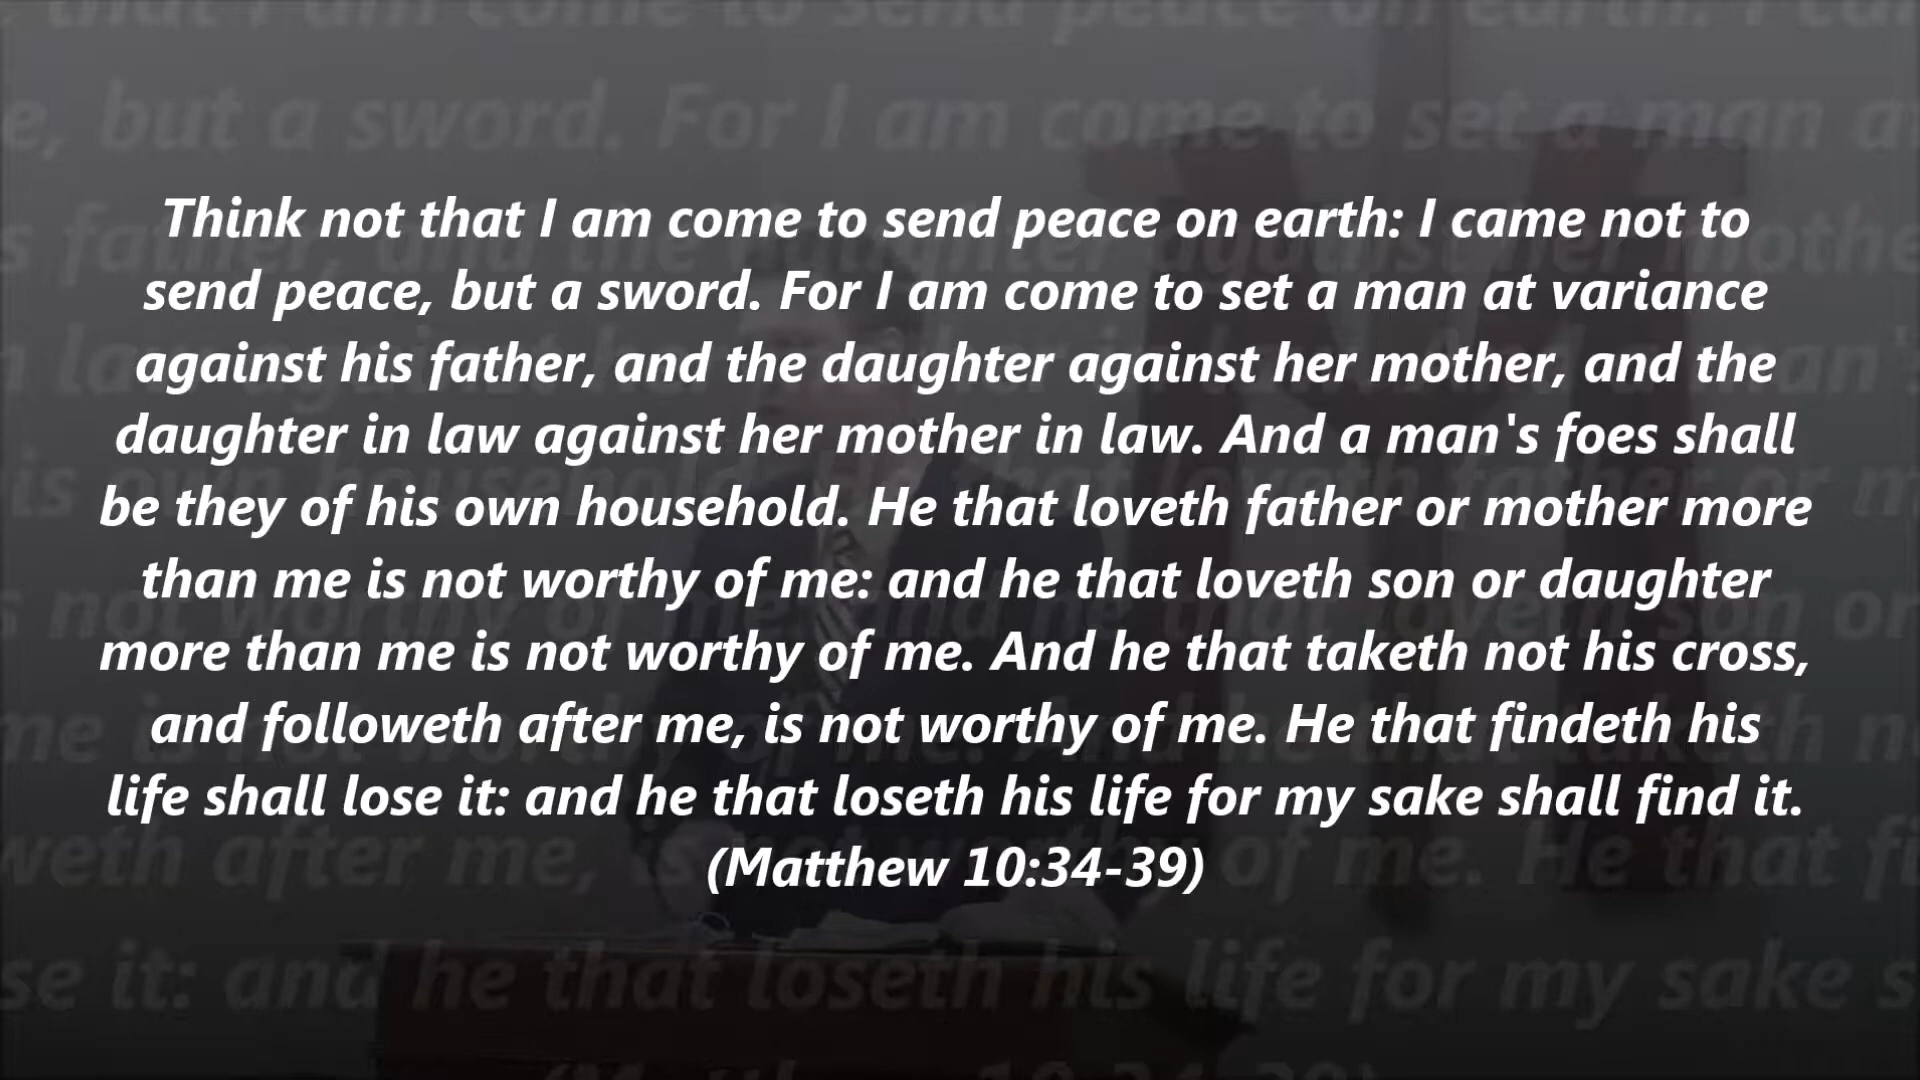 Think not that I am come to send peace on earth: I came not to
send peace, but a sword. For I am come to set a man at variance
against his father, and the daughter against her mother, and the
daughter in law against her mother in law. And a man's foes shall
be they of his own household. He that loveth father or mother more
than me is not worthy of me: and he that loveth son or daughter
more than me is not worthy of me. And he that taketh not his cross,
and followeth after me, is not worthy of me. He that findeth his
life shall lose it: and he that loseth his life for my sake shall find it.
(Matthew 10:34-39)